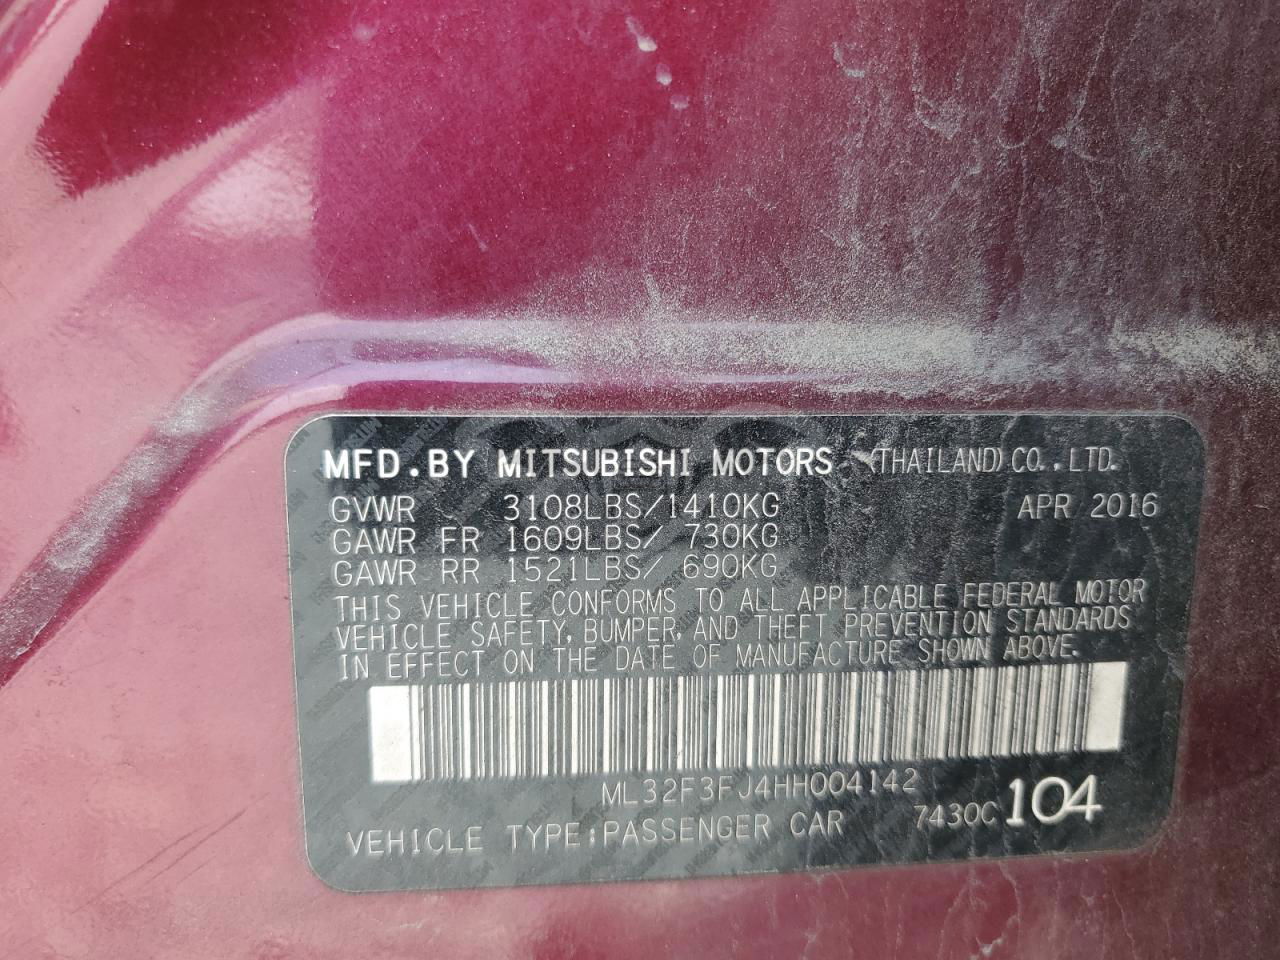 MFD.BY MITSUBISHI MOTORS (THAILAND) CO.,LTD.
GVWR 3108LBS/1410KG APR 2016
GAWR FR 1609LBS/ 730KG
GAWR RR 1521LBS/ 690KG
THIS VEHICLE CONFORMS TO ALL APPLICABLE FEDERAL MOTOR
VEHICLE SAFETY, BUMPER, AND THEFT PREVENTION STANDARDS
IN EFFECT ON THE DATE OF MANUFACTURE SHOWN ABOVE.
ML32F3FJ4HH004142
VEHICLE TYPE:PASSENGER CAR 7430C 104